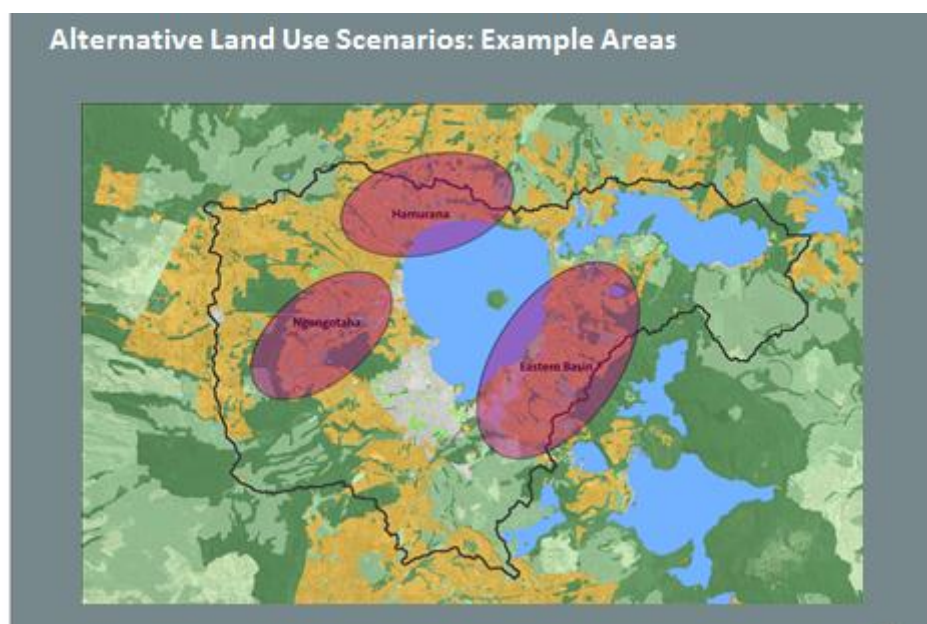 Alternative Land Use Scenarios: Example Areas
Hamurana
Ngongotaha
Eastern Basin